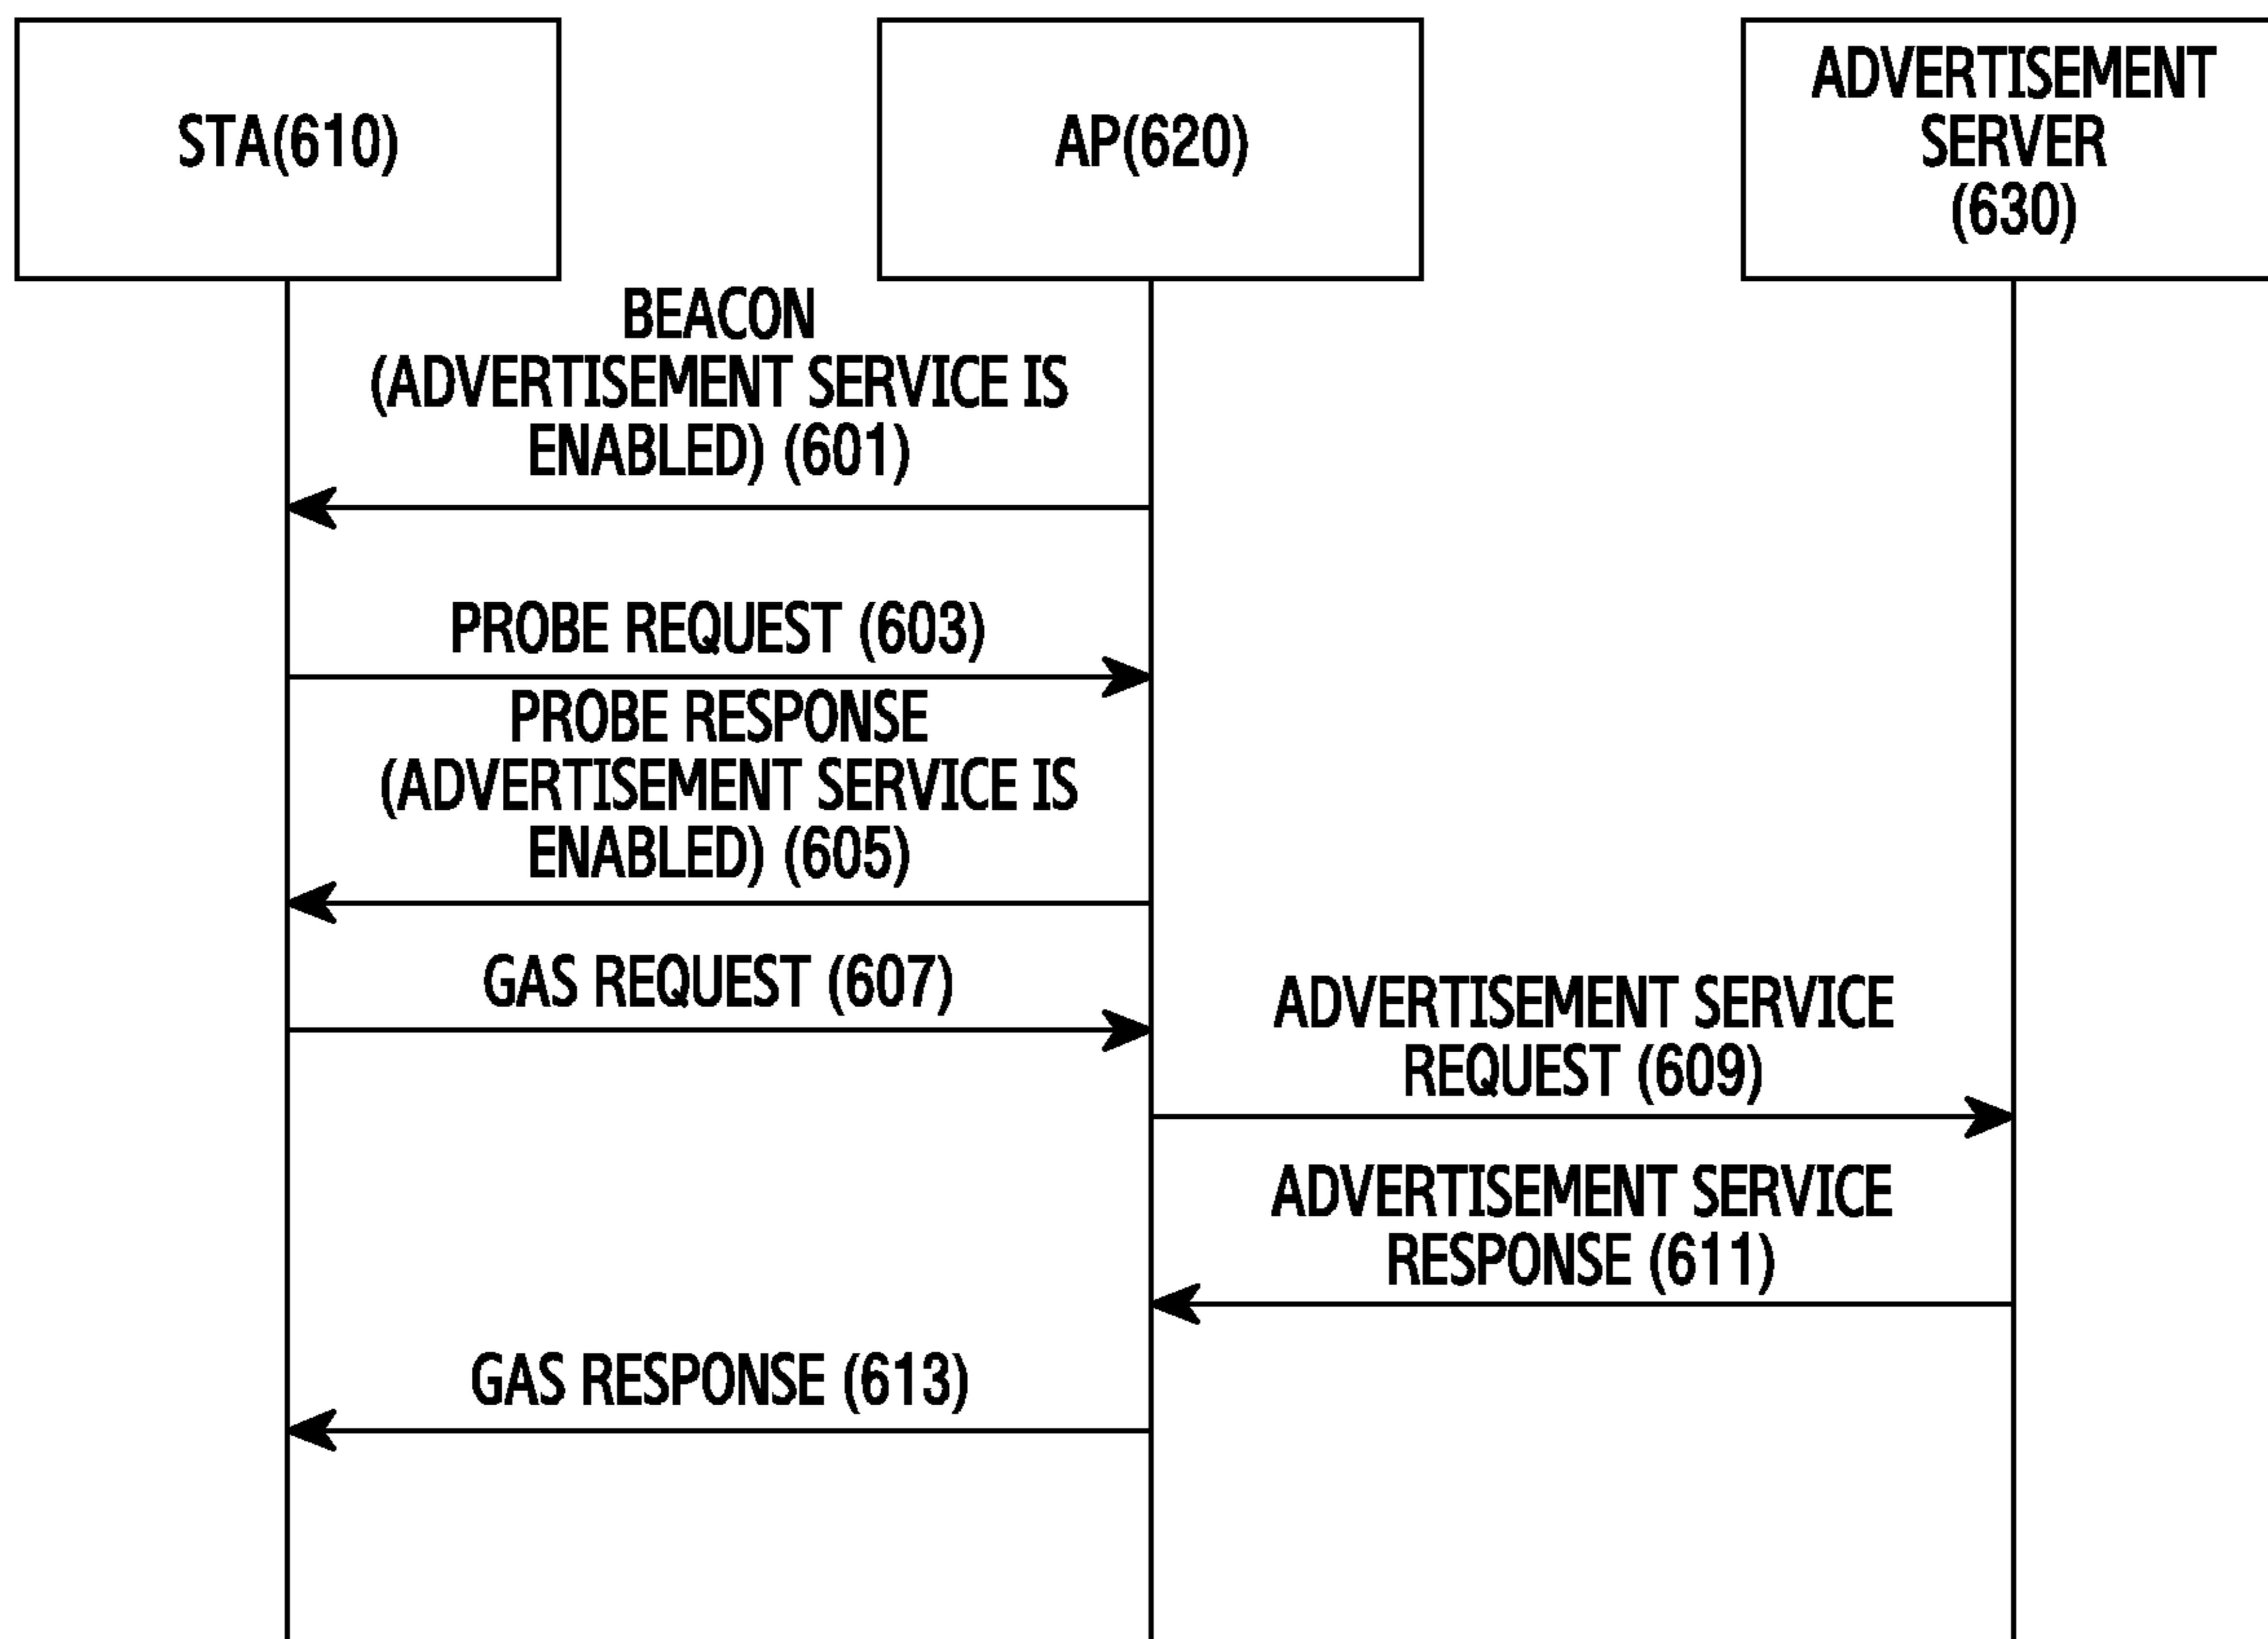 STA(610)
AP(620)
ADVERTISEMENT
SERVER
(630)
BEACON
(ADVERTISEMENT SERVICE IS
ENABLED) (601)
PROBE REQUEST (603)
PROBE RESPONSE
(ADVERTISEMENT SERVICE IS
ENABLED) (605)
GAS REQUEST (607)
ADVERTISEMENT SERVICE
REQUEST (609)
ADVERTISEMENT SERVICE
RESPONSE (611)
GAS RESPONSE (613)